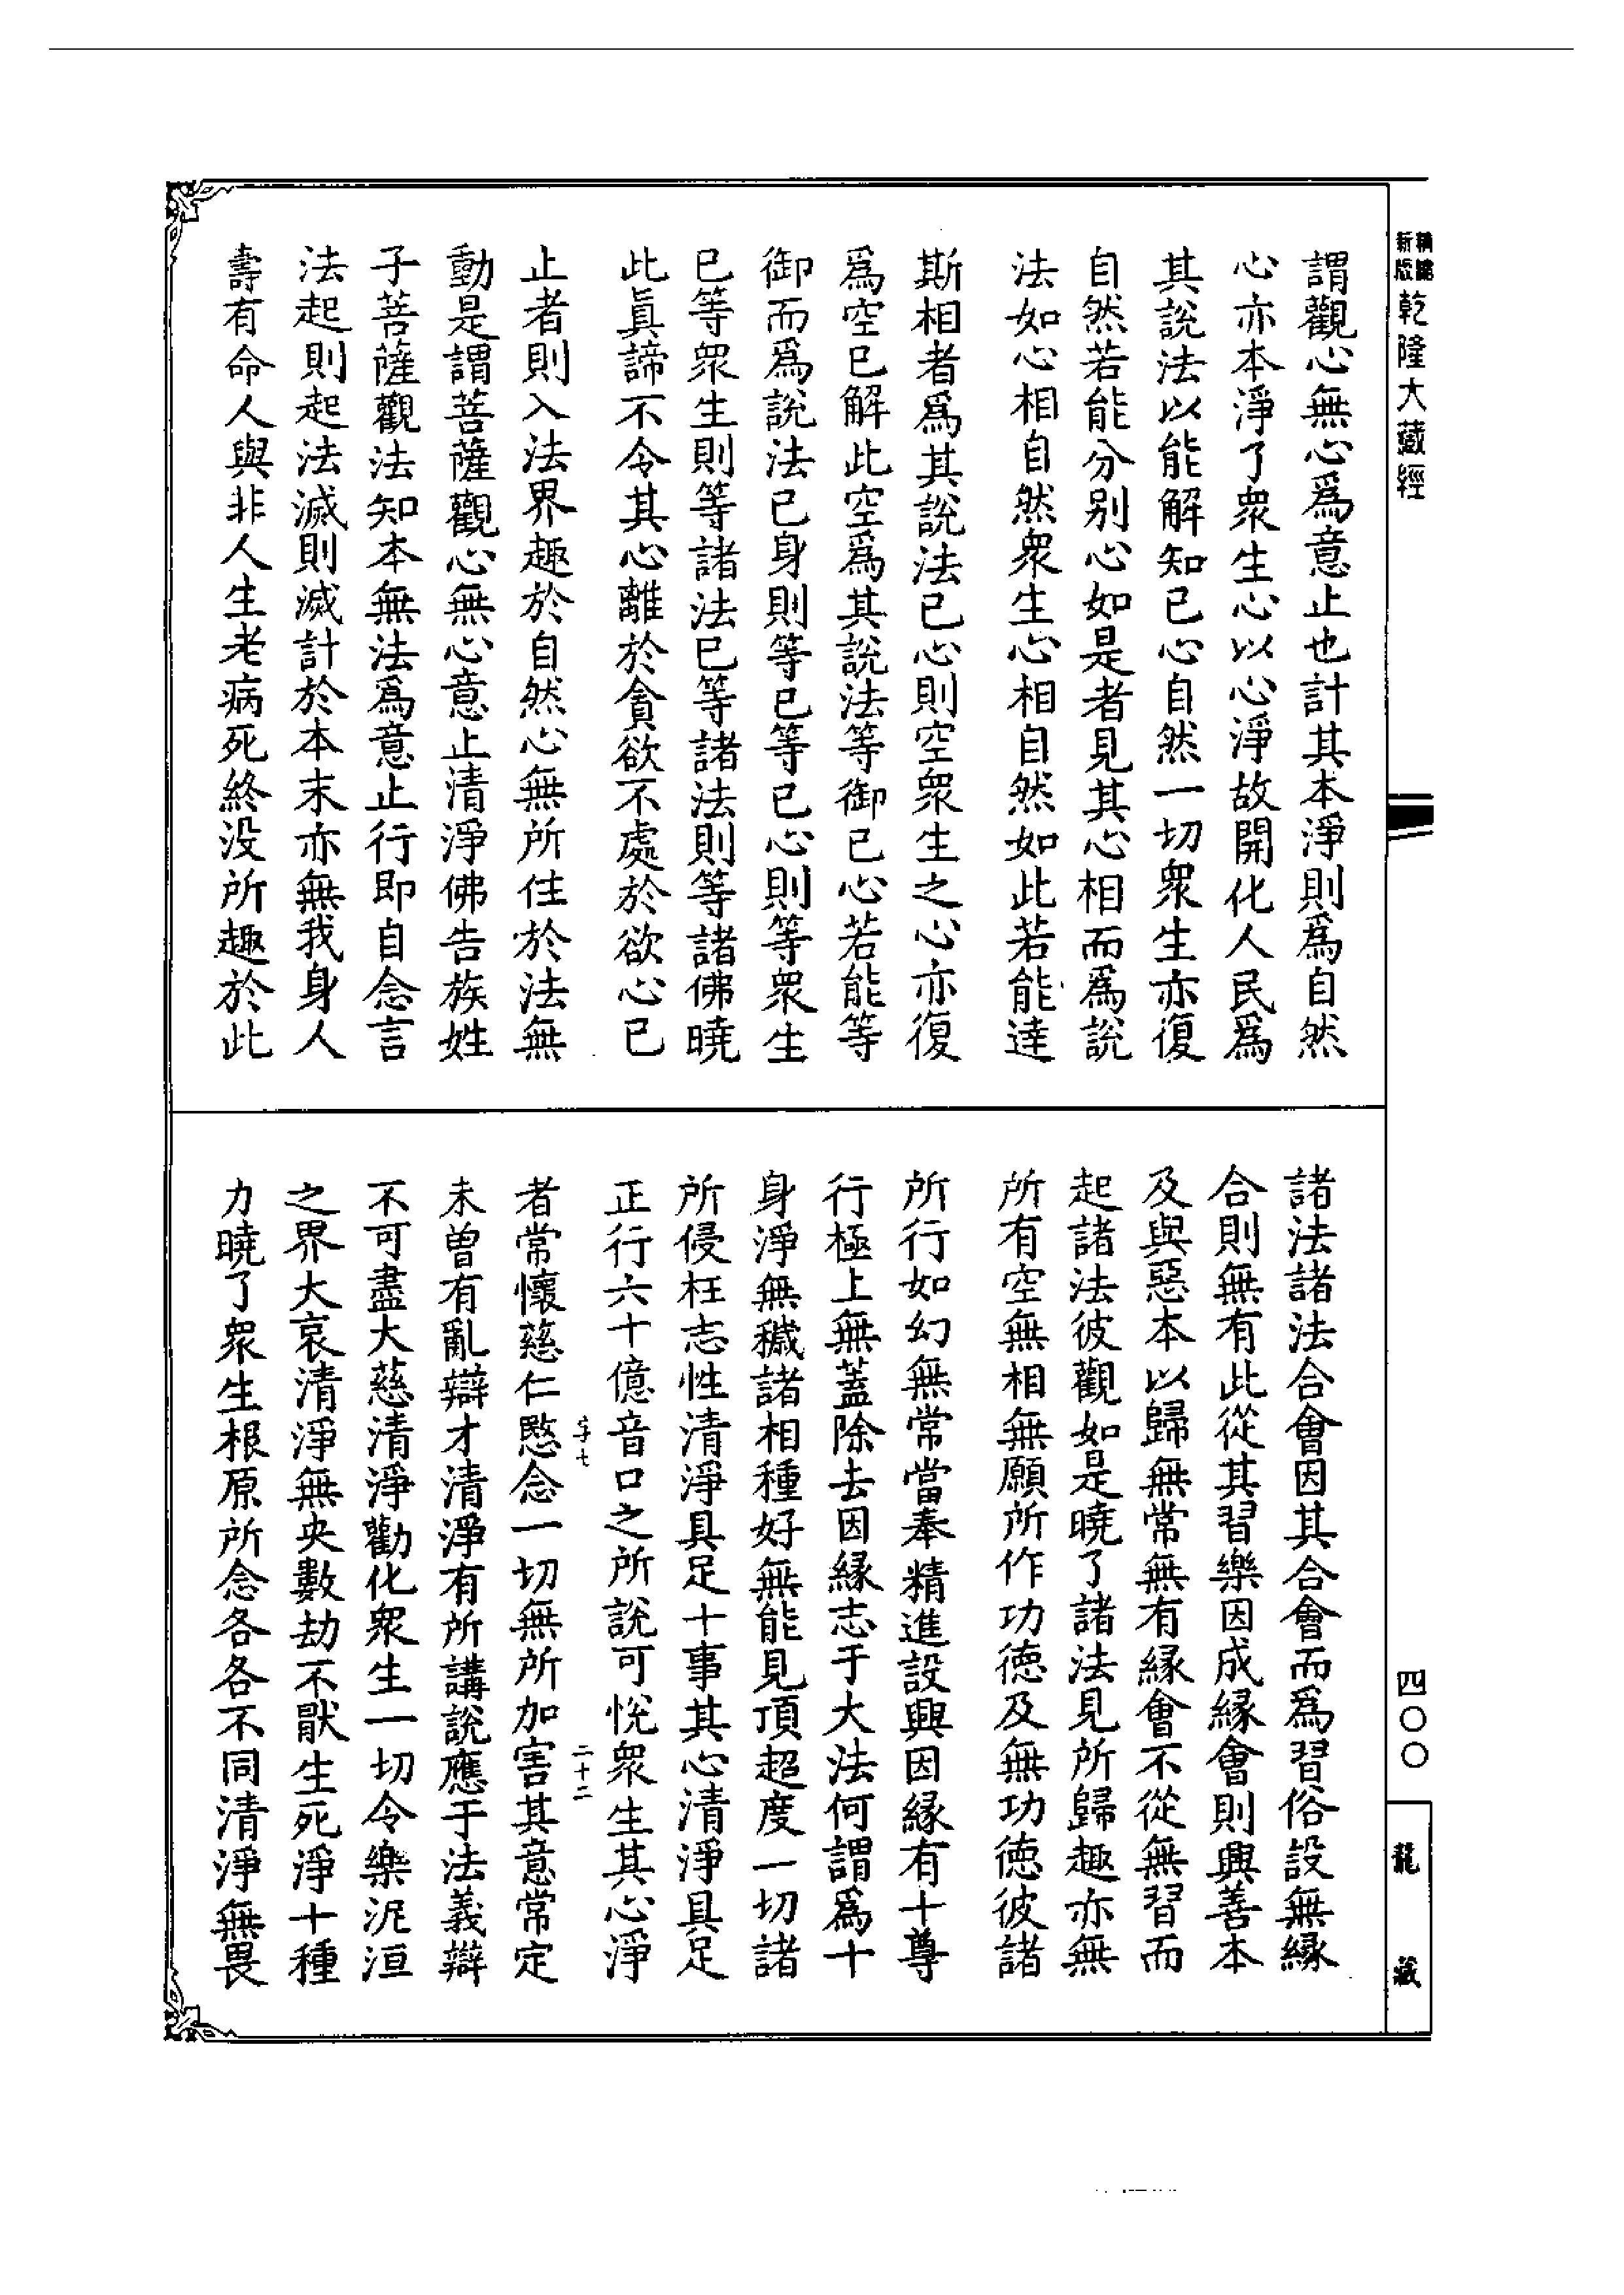 新版
乾隆大藏經
謂觀心無心爲意止也計其本淨則爲自然
心亦本淨了衆生心以心淨故開化人民爲
其說法以能解知已心自然一切衆生亦復
自然若能分別心如是者見其心相而爲說
法如心相自然衆生心相自然如此若能達
斯相者爲其說法已心則空衆生之心亦復
爲空已解此空爲其說法等御已心若能等
御而爲說法已身則等已等已心則等衆生
已等衆生則等諸法已等諸法則等諸佛曉
此眞諦不令其心離於貪欲不處於欲心已
止者則入法界趣於自然心無所住於法無
動是謂菩薩觀心無心意止清淨佛告族姓
子菩薩觀法知本無法爲意止行即自念言
法起則起法滅則滅計於本末亦無我身人
壽有命人與非人生老病死終没所趣於此
諸法諸法合會因其合會而爲習俗設無緣
合則無有此從其習樂因成緣會則興善本
及與惡本以歸無常無有緣會不從無習而
起諸法彼觀如是曉了諸法見所歸趣亦無
所有空無相無願所作功德及無功德彼諸
所行如幻無常當奉精進設興因緣有十尊
行極上無蓋除去因緣志于大法何謂爲十
身淨無穢諸相種好無能見頂超度一切諸
所侵枉志性清淨具足十事其心清淨具足
正行六十億音口之所說可悅衆生其心淨
者常懷慈仁愍念一切無所加害其意常定
未曾有亂辯才清淨有所講說應于法義辯
不可盡大慈清淨勸化衆生一切令樂泥洹
之界大哀清淨無央數劫不厭生死淨十種
力曉了衆生根原所念各各不同清淨無畏
二十二
四〇〇
龍藏